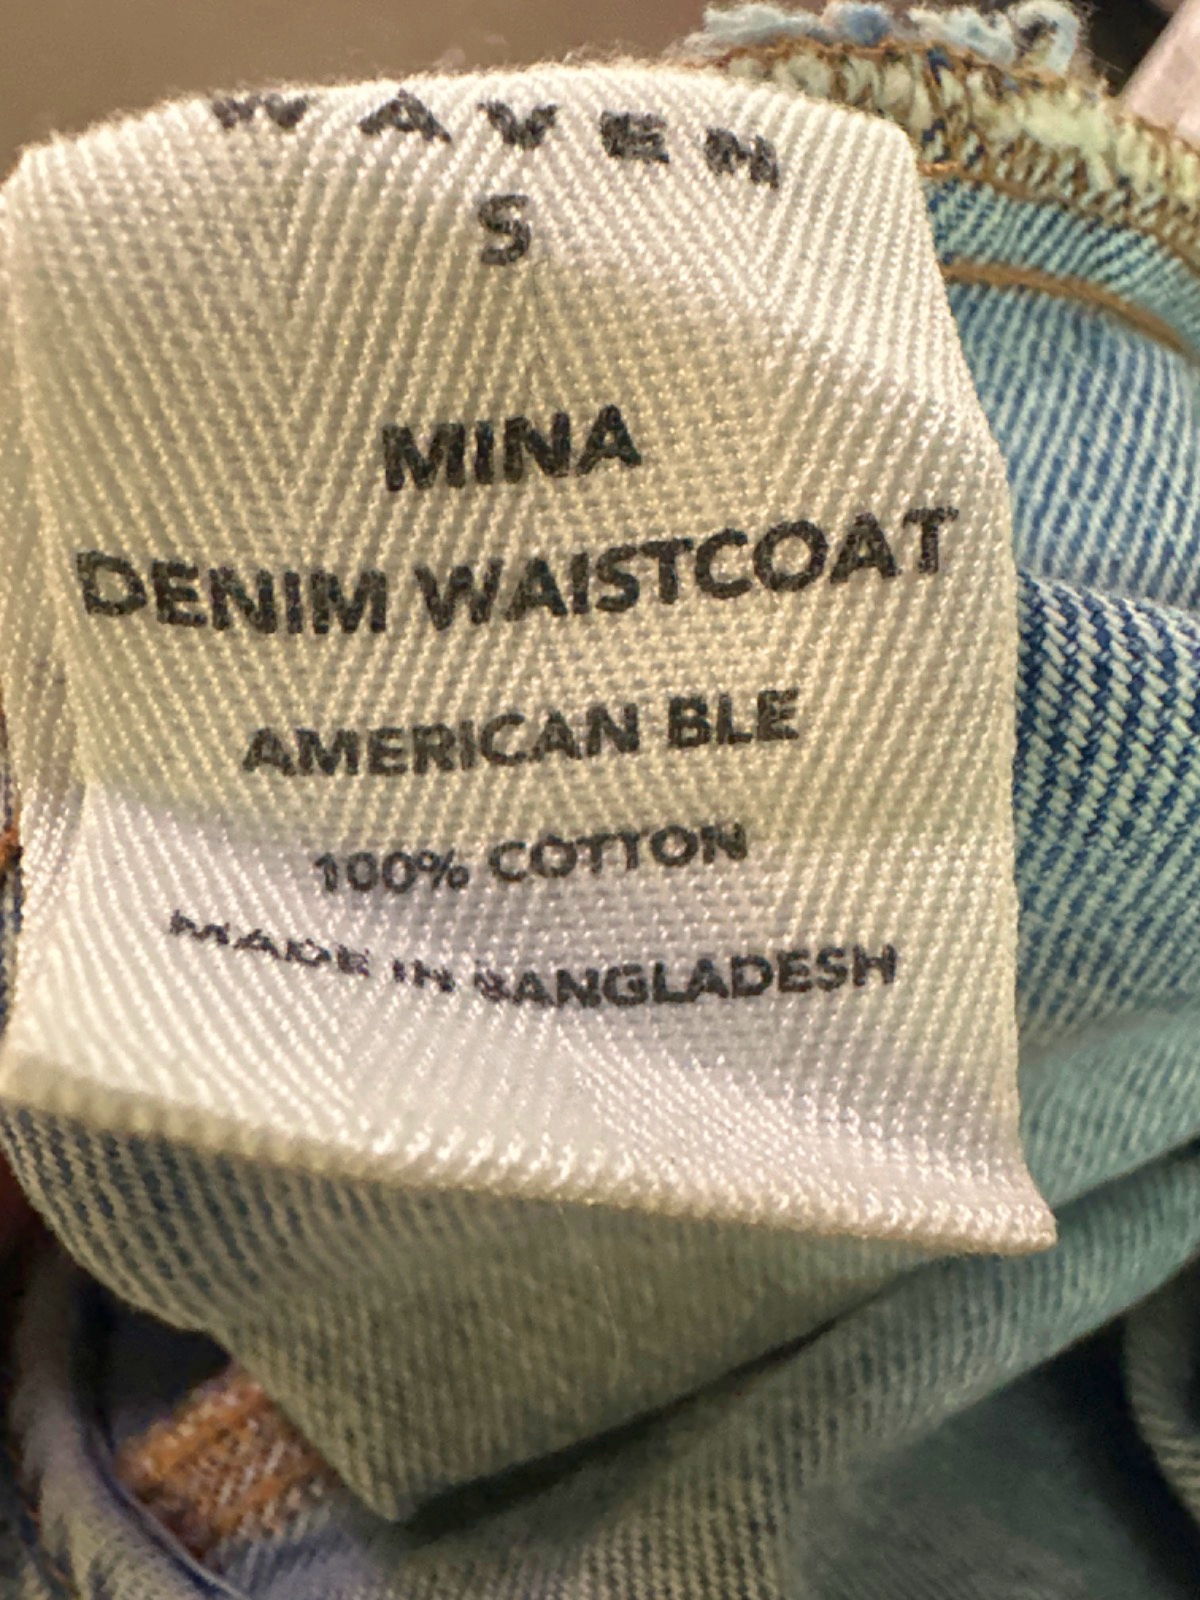 WAVEN
S
MINA
DENIM WAISTCOAT
AMERICAN BLE
100% COTTON
MADE IN BANGLADESH